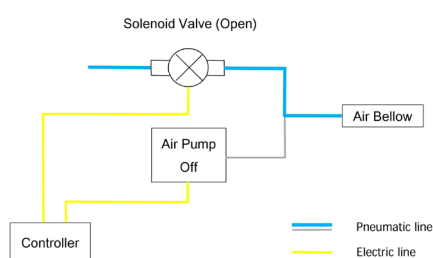 Solenoid Valve (Open)
Air Bellow
Air Pump
Off
Controller
Pneumatic line
Electric line